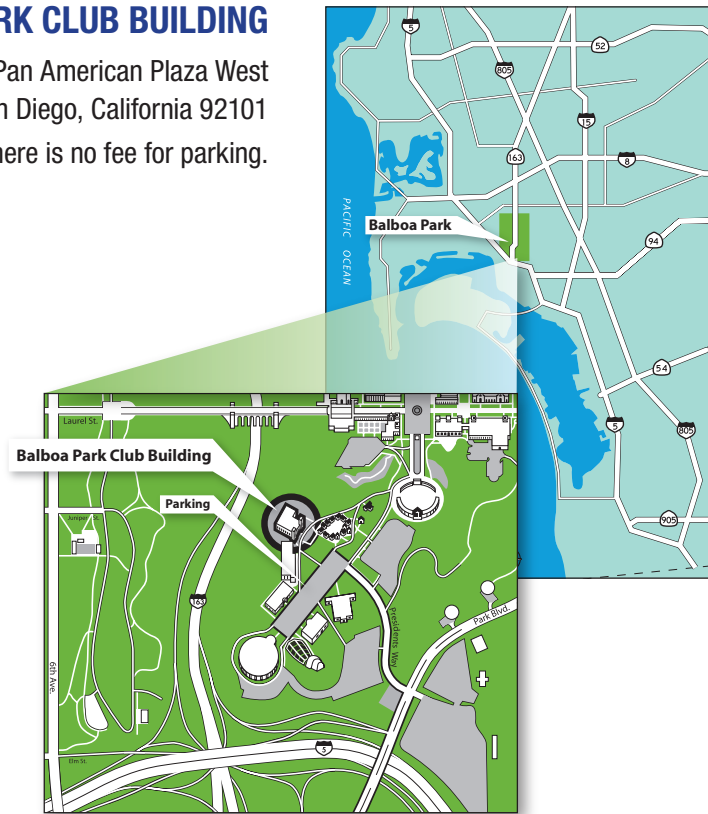 RK CLUB BUILDING
Pan American Plaza West
n Diego, California 92101
here is no fee for parking.
5
52
805
15
163
8
PACIFIC OCEAN
Balboa Park
94
54
5
805
905
Laurel St.
Balboa Park Club Building
Parking
Juniper St.
163
Presidents Way
Park Blvd.
6th Ave.
5
Elm St.